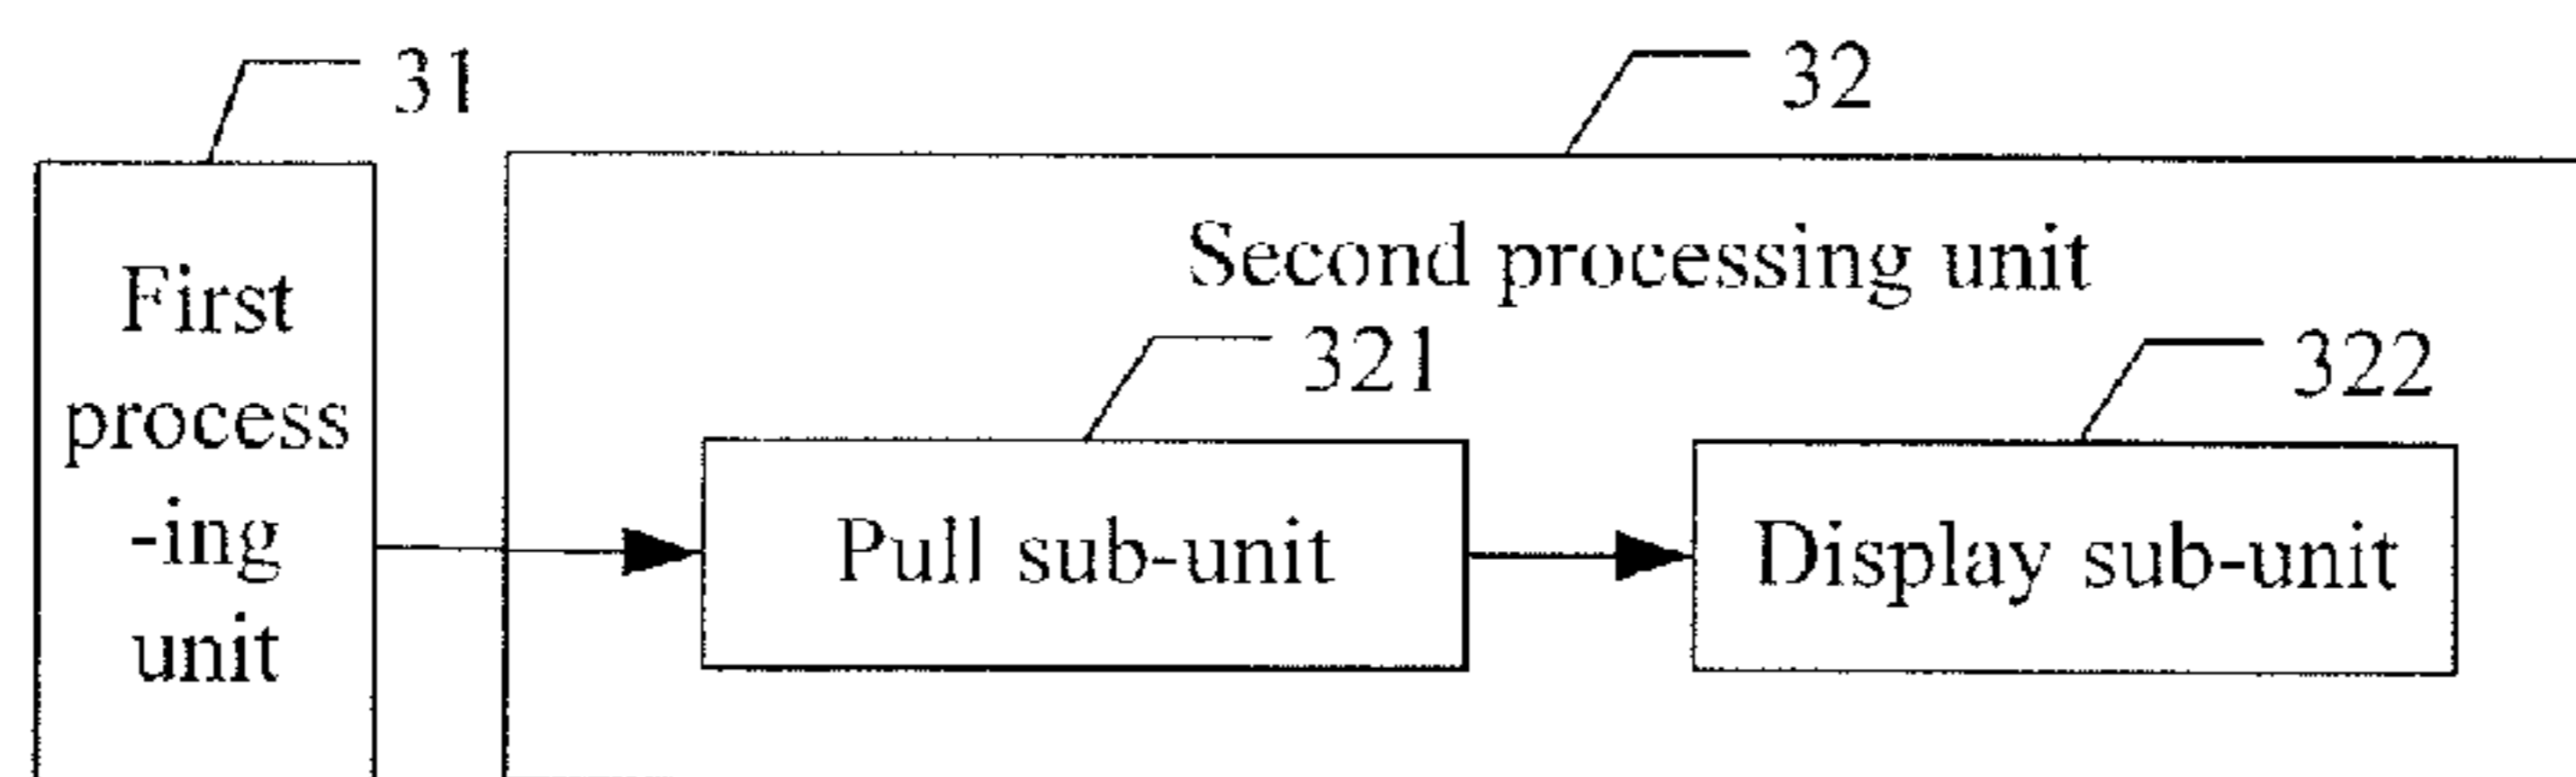 31
32
First
process
-ing
unit
Second processing unit
321
322
Pull sub-unit
Display sub-unit